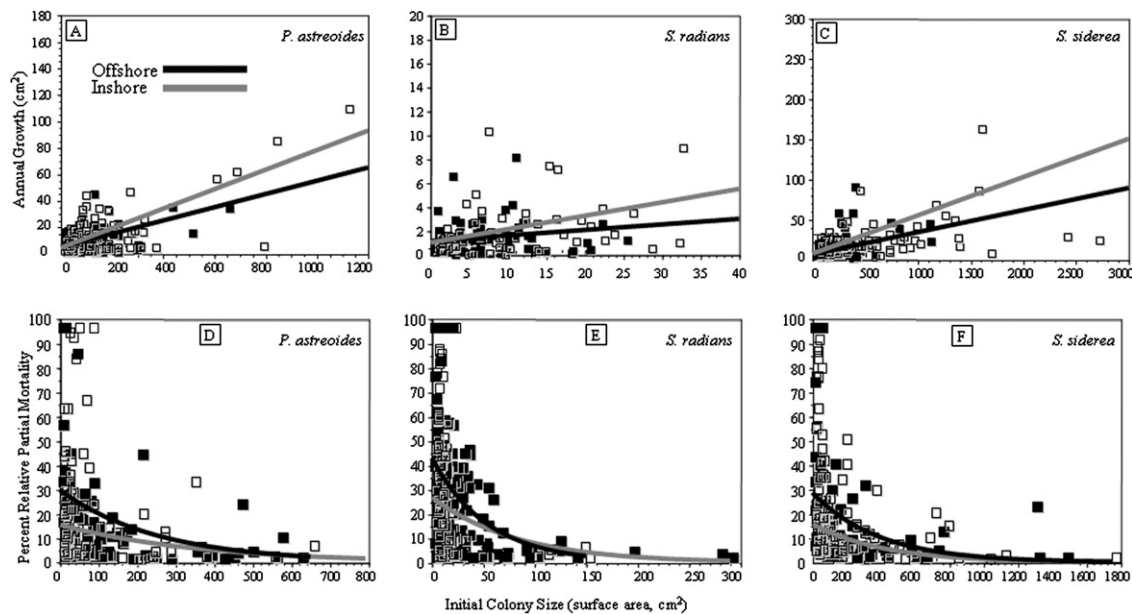 A
P. astreoides
Offshore
Inshore
Annual Growth (cm²)
180
160
140
120
100
80
60
40
20
0
0 200 400 600 800 1000 1200
B
S. radians
20
18
16
14
12
10
8
6
4
2
0
0 5 10 15 20 25 30 35 40
C
S. siderea
300
250
200
150
100
50
0
0 500 1000 1500 2000 2500 3000
D
P. astreoides
Percent Relative Partial Mortality
100
90
80
70
60
50
40
30
20
10
0
0 100 200 300 400 500 600 700 800
E
S. radians
100
90
80
70
60
50
40
30
20
10
0
0 50 100 150 200 250 300
F
S. siderea
100
90
80
70
60
50
40
30
20
10
0
0 200 400 600 800 1000 1200 1400 1600 1800
Initial Colony Size (surface area, cm²)